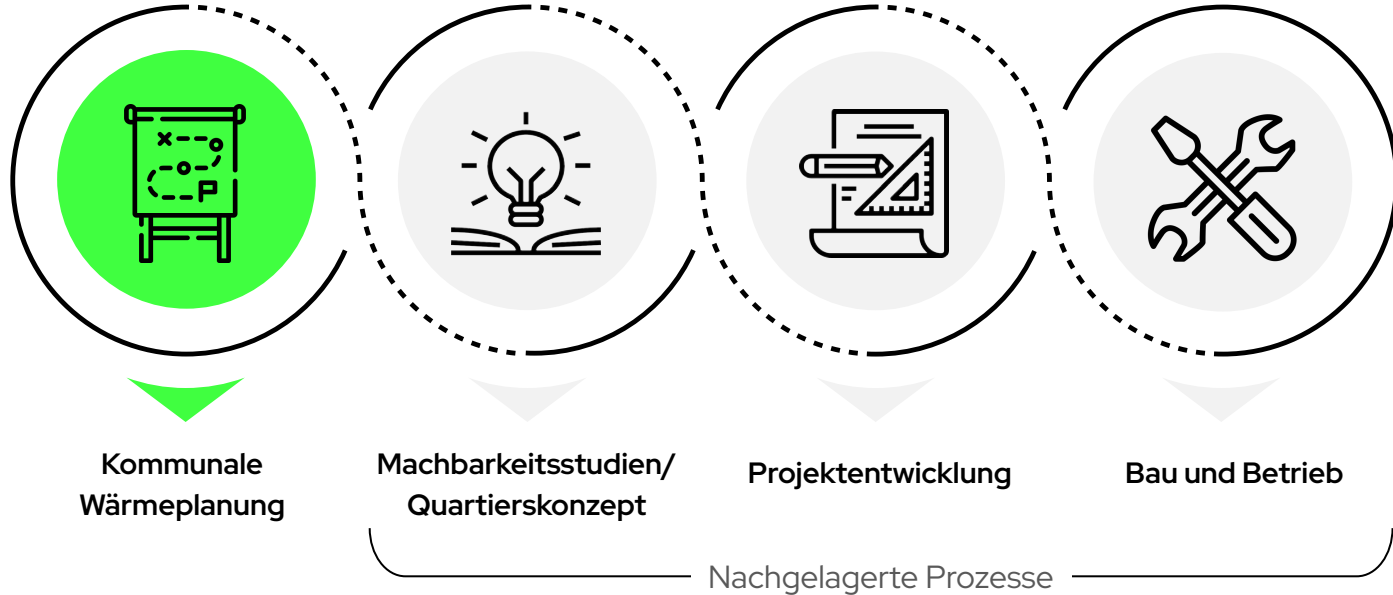 Kommunale
Wärmeplanung
Machbarkeitsstudien/
Quartierskonzept
Projektentwicklung
Bau und Betrieb
Nachgelagerte Prozesse